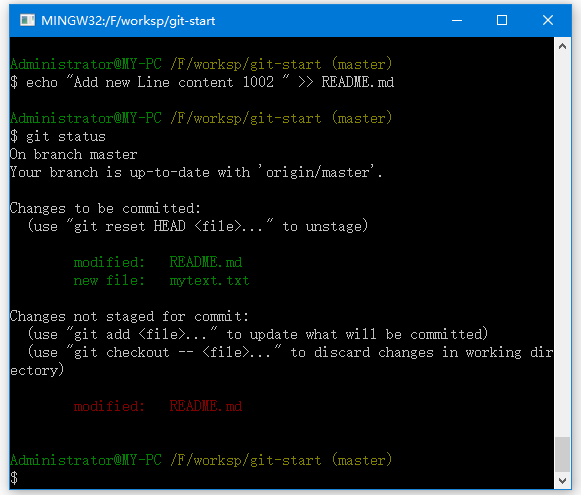 MINGW32:/F/worksp/git-start
Administrator@MY-PC /F/worksp/git-start (master)
$ echo "Add new Line content 1002 " >> README.md
Administrator@MY-PC /F/worksp/git-start (master)
$ git status
On branch master
Your branch is up-to-date with 'origin/master'.
Changes to be committed:
(use "git reset HEAD <file>..." to unstage)
modified: README.md
new file: mytext.txt
Changes not staged for commit:
(use "git add <file>..." to update what will be committed)
(use "git checkout -- <file>..." to discard changes in working dir
ectory)
modified: README.md
Administrator@MY-PC /F/worksp/git-start (master)
$